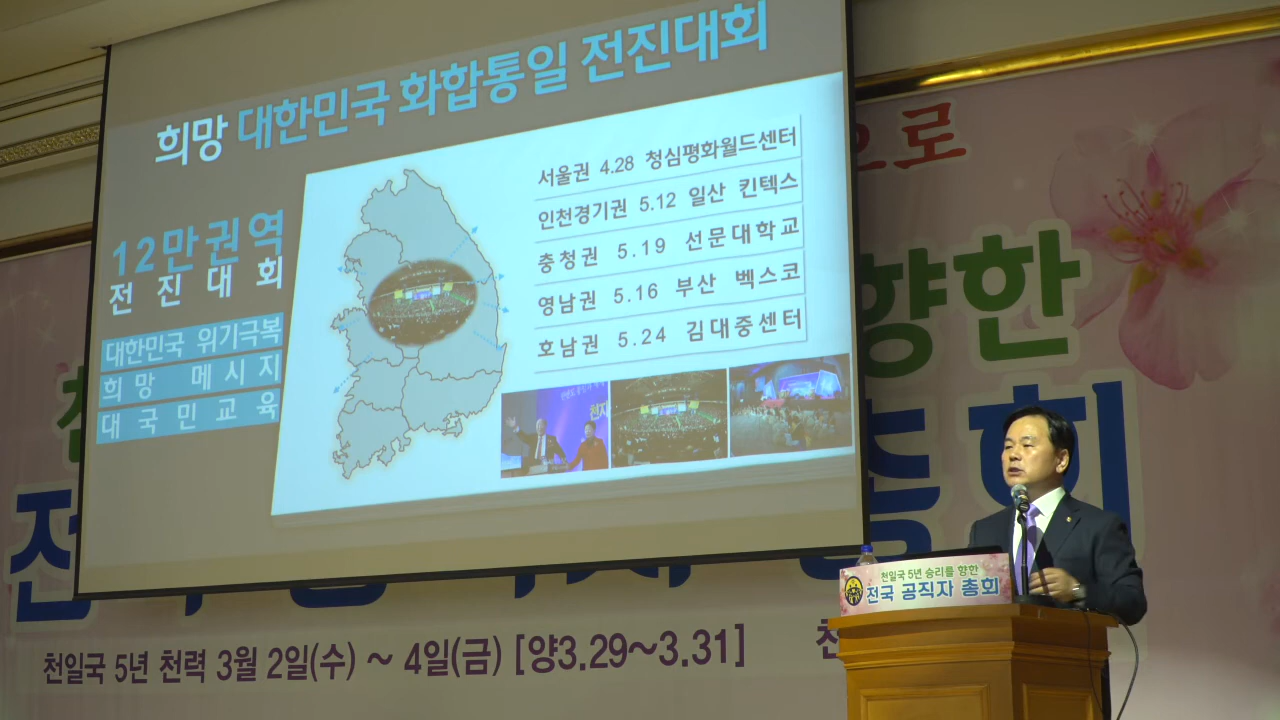 희망 대한민국 화합통일 전진대회
12만권역
전진대회
대한민국 위기극복
희망 메시지
대국민교육
서울권 4.28 청심평화월드센터
인천경기권 5.12 일산 킨텍스
충청권 5.19 선문대학교
영남권 5.16 부산 벡스코
호남권 5.24 김대중센터
으로
향한
전
총회
천일국 5년 천력 3월 2일(수) ~ 4일(금) [양3.29~3.31]
천일국 5년 승리를 향한
전국 공직자 총회